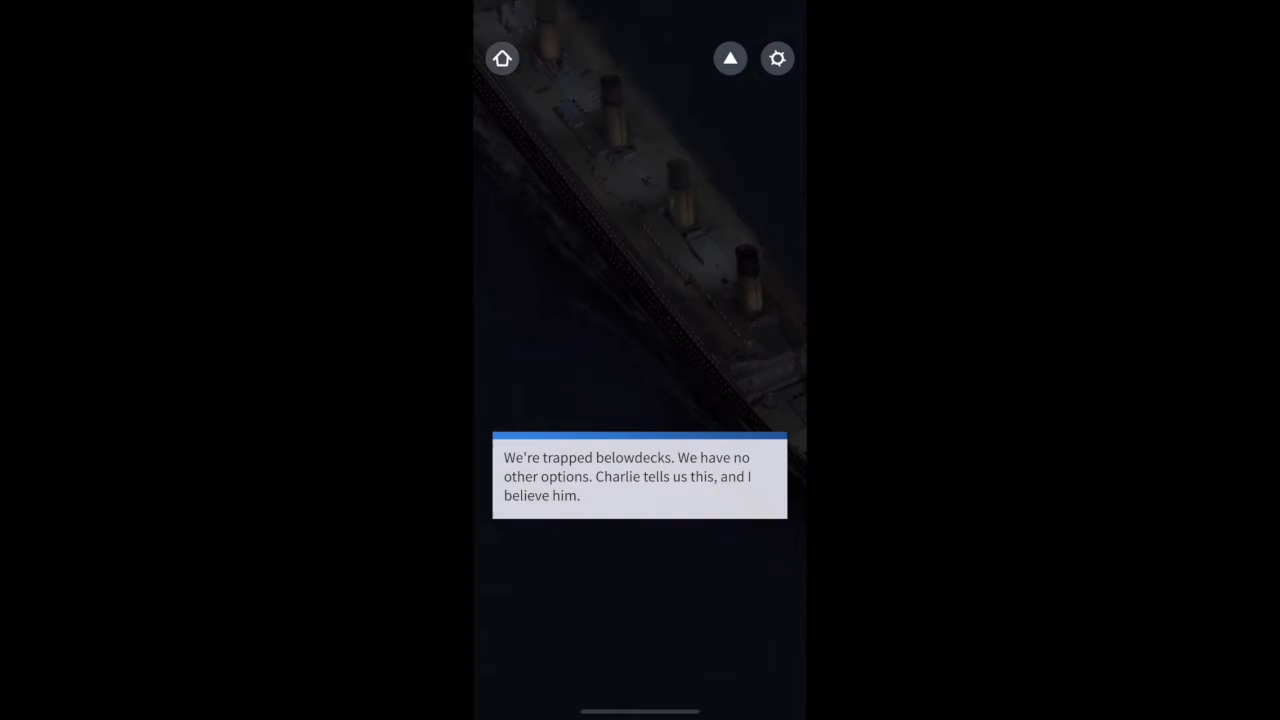 We're trapped belowdecks. We have no
other options. Charlie tells us this, and I
believe him.